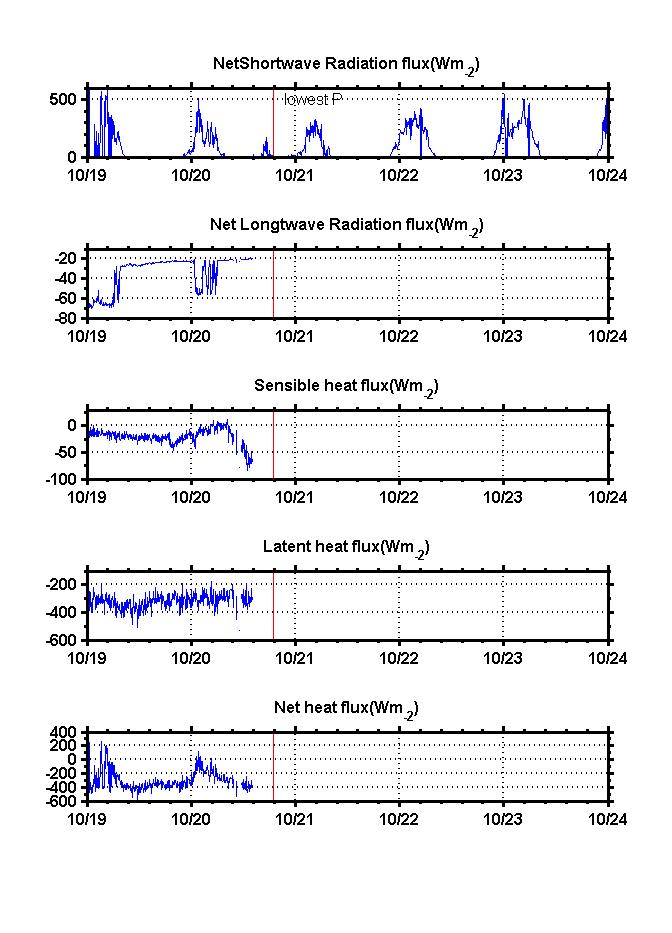 NetShortwave Radiation flux(Wm-2)
500
lowest P
0
10/19 10/20 10/21 10/22 10/23 10/24
Net Longtwave Radiation flux(Wm-2)
-20
-40
-60
-80
10/19 10/20 10/21 10/22 10/23 10/24
Sensible heat flux(Wm-2)
0
-50
-100
10/19 10/20 10/21 10/22 10/23 10/24
Latent heat flux(Wm-2)
-200
-400
-600
10/19 10/20 10/21 10/22 10/23 10/24
Net heat flux(Wm-2)
400
200
0
-200
-400
-600
10/19 10/20 10/21 10/22 10/23 10/24